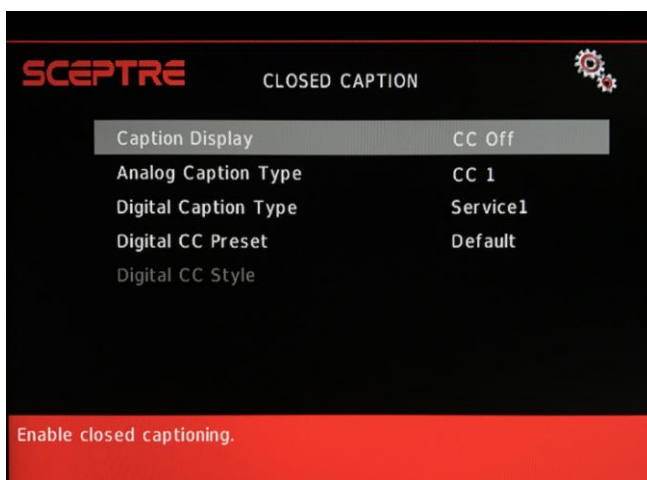 SCEPTRE
CLOSED CAPTION
Caption Display CC Off
Analog Caption Type CC 1
Digital Caption Type Service1
Digital CC Preset Default
Digital CC Style
Enable closed captioning.